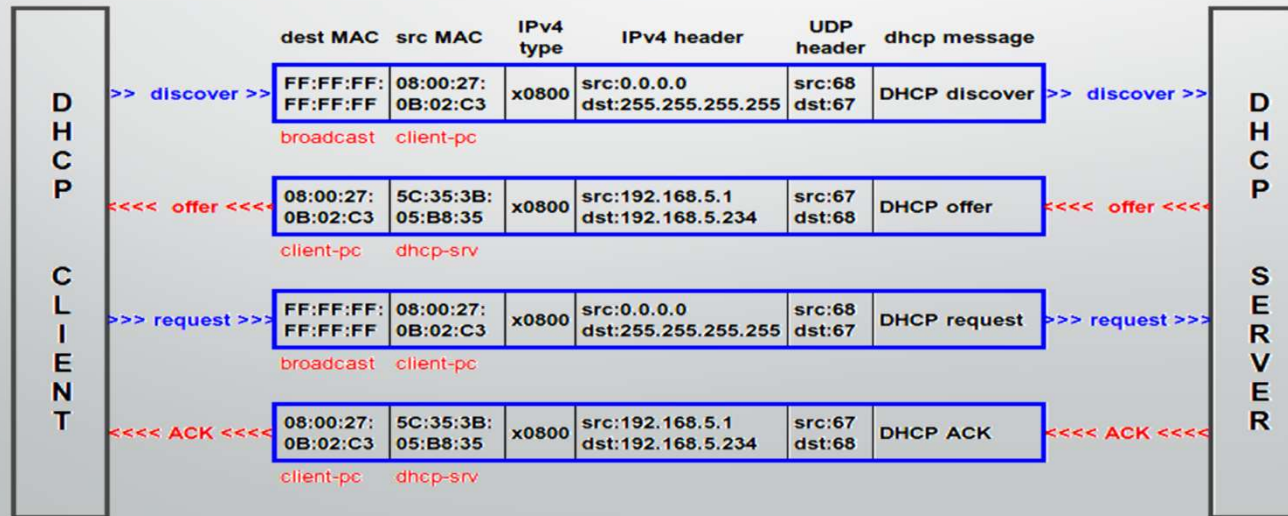 dest MAC src MAC IPv4 type IPv4 header UDP header dhcp message
DHCP CLIENT
>> discover >>
FF:FF:FF: 08:00:27: x0800 src:0.0.0.0 src:68 DHCP discover
FF:FF:FF 0B:02:C3 dst:255.255.255.255 dst:67
>> discover >>
broadcast client-pc
<<<< offer <<<<
08:00:27: 5C:35:3B: x0800 src:192.168.5.1 src:67 DHCP offer
0B:02:C3 05:B8:35 dst:192.168.5.234 dst:68
<<<< offer <<<<
client-pc dhcp-srv
>>> request >>>
FF:FF:FF: 08:00:27: x0800 src:0.0.0.0 src:68 DHCP request
FF:FF:FF 0B:02:C3 dst:255.255.255.255 dst:67
>>> request >>>
broadcast client-pc
<<<< ACK <<<<
08:00:27: 5C:35:3B: x0800 src:192.168.5.1 src:67 DHCP ACK
0B:02:C3 05:B8:35 dst:192.168.5.234 dst:68
<<<< ACK <<<<
client-pc dhcp-srv
DHCP SERVER